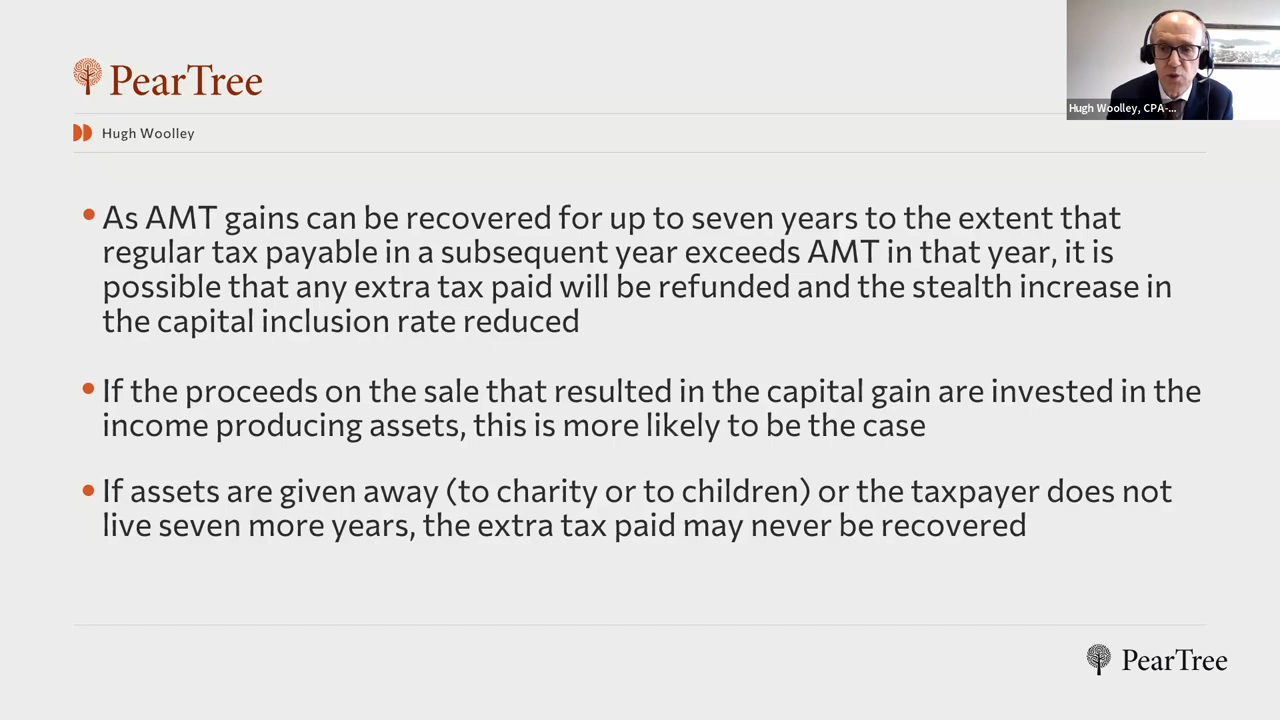 PearTree
Hugh Woolley, CPA-...
Hugh Woolley
• As AMT gains can be recovered for up to seven years to the extent that
regular tax payable in a subsequent year exceeds AMT in that year, it is
possible that any extra tax paid will be refunded and the stealth increase in
the capital inclusion rate reduced
• If the proceeds on the sale that resulted in the capital gain are invested in the
income producing assets, this is more likely to be the case
• If assets are given away (to charity or to children) or the taxpayer does not
live seven more years, the extra tax paid may never be recovered
PearTree